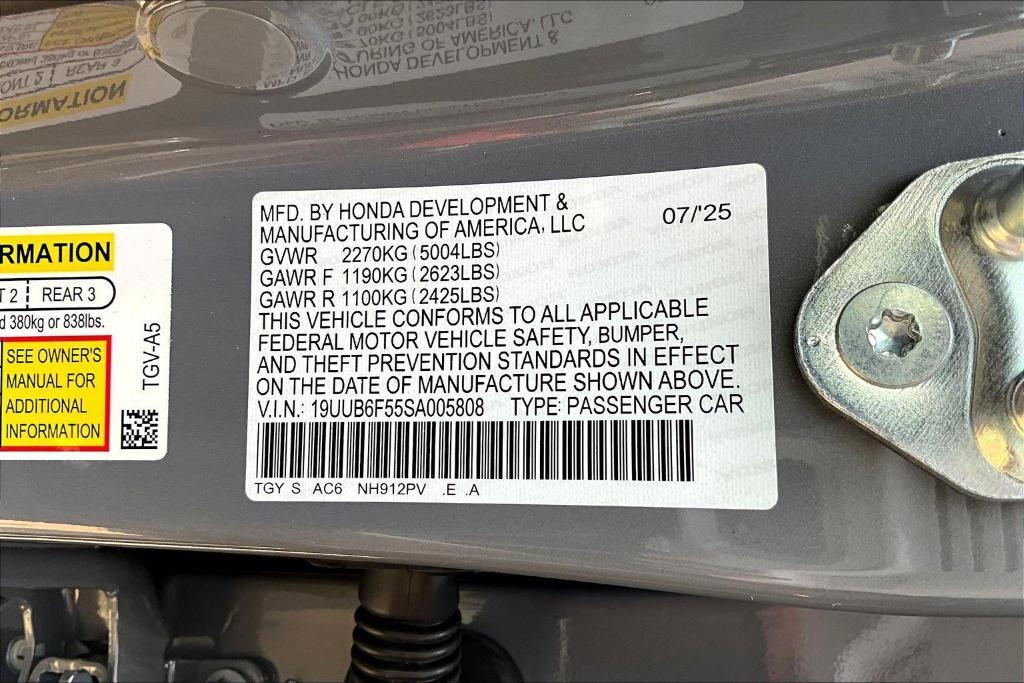 MFD. BY HONDA DEVELOPMENT &
MANUFACTURING OF AMERICA, LLC
07/'25
GVWR 2270KG (5004LBS)
GAWR F 1190KG (2623LBS)
GAWR R 1100KG (2425LBS)
THIS VEHICLE CONFORMS TO ALL APPLICABLE
FEDERAL MOTOR VEHICLE SAFETY, BUMPER,
AND THEFT PREVENTION STANDARDS IN EFFECT
ON THE DATE OF MANUFACTURE SHOWN ABOVE.
V.I.N.: 19UUB6F55SA005808 TYPE: PASSENGER CAR
TGY S AC6 NH912PV .E .A
RMATION
2 REAR 3
380kg or 838lbs.
SEE OWNER'S
MANUAL FOR
ADDITIONAL
INFORMATION
TGV-A5